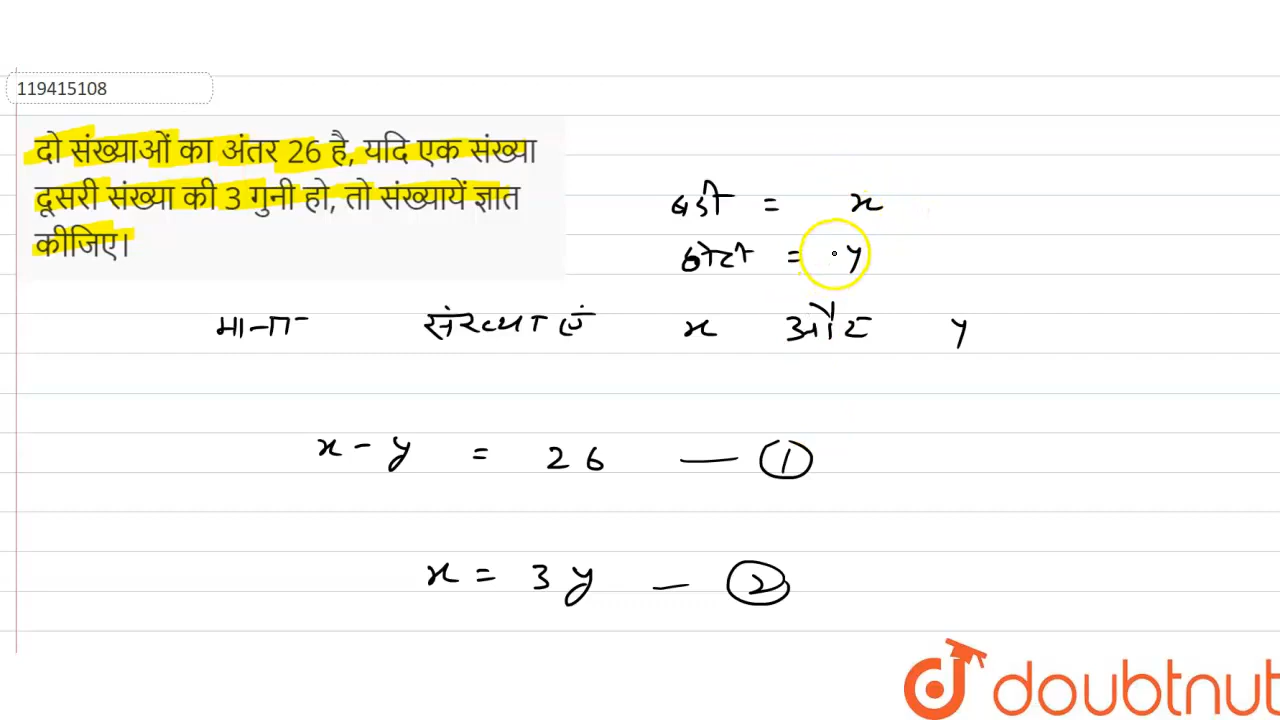 119415108
दो संख्याओं का अंतर 26 है, यदि एक संख्या
दूसरी संख्या की 3 गुनी हो, तो संख्यायें ज्ञात
कीजिए।
बडी = x
छोटी = y
माना संख्याएं x और y
x - y = 26 — 1
x = 3y — 2
doubtnut